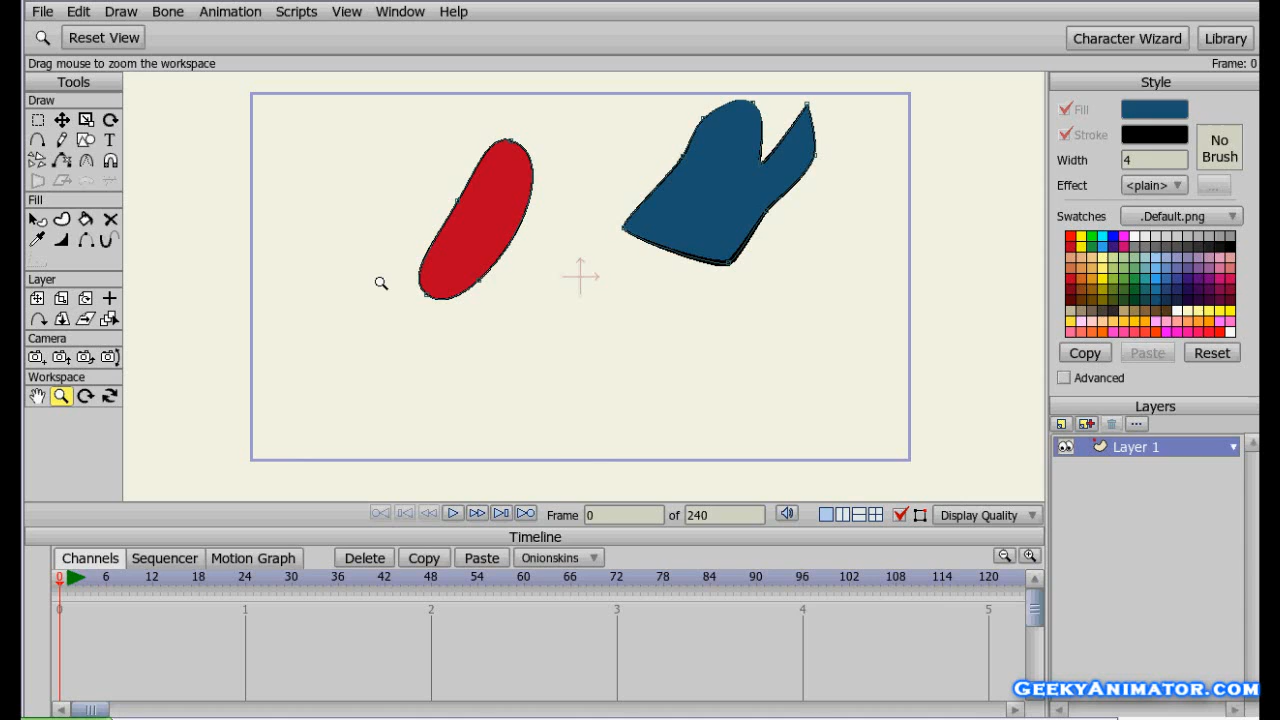 File Edit Draw Bone Animation Scripts View Window Help
Reset View Character Wizard Library
Drag mouse to zoom the workspace Frame: 0
Tools Style
Draw
Fill
Stroke
No Brush
Width 4
Effect <plain> ...
T
Fill
Swatches .Default.png
Layer
Camera
Copy Paste Reset
Workspace
Advanced
Layers
...
Layer 1
Frame 0 of 240 Display Quality
Timeline
Channels Sequencer Motion Graph Delete Copy Paste Onionskins
0 6 12 18 24 30 36 42 48 54 60 66 72 78 84 90 96 102 108 114 120
0 1 2 3 4 5
GeekyAnimator.com